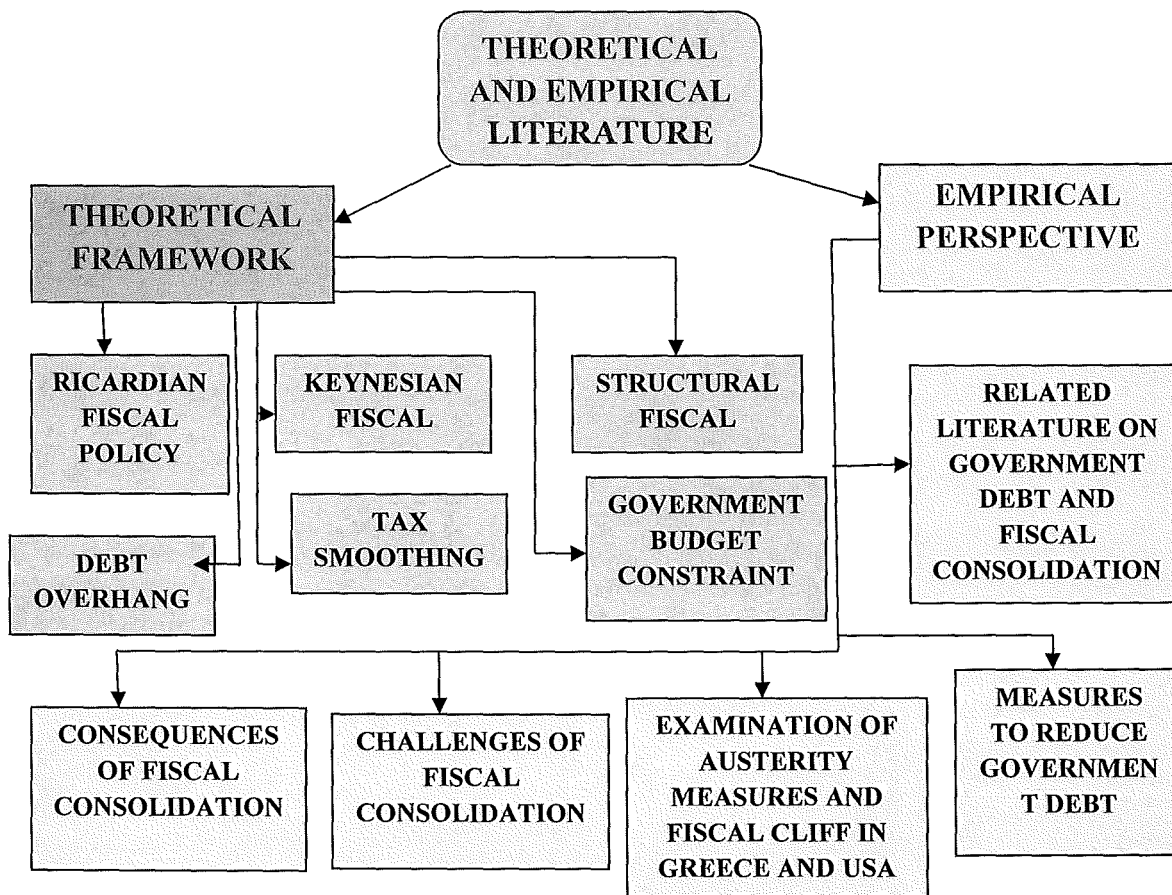 THEORETICAL
AND EMPIRICAL
LITERATURE
THEORETICAL
FRAMEWORK
EMPIRICAL
PERSPECTIVE
RICARDIAN
FISCAL
POLICY
KEYNESIAN
FISCAL
STRUCTURAL
FISCAL
RELATED
LITERATURE ON
GOVERNMENT
DEBT AND
FISCAL
CONSOLIDATION
DEBT
OVERHANG
TAX
SMOOTHING
GOVERNMENT
BUDGET
CONSTRAINT
CONSEQUENCES
OF FISCAL
CONSOLIDATION
CHALLENGES OF
FISCAL
CONSOLIDATION
EXAMINATION OF
AUSTERITY
MEASURES AND
FISCAL CLIFF IN
GREECE AND USA
MEASURES
TO REDUCE
GOVERNMEN
T DEBT